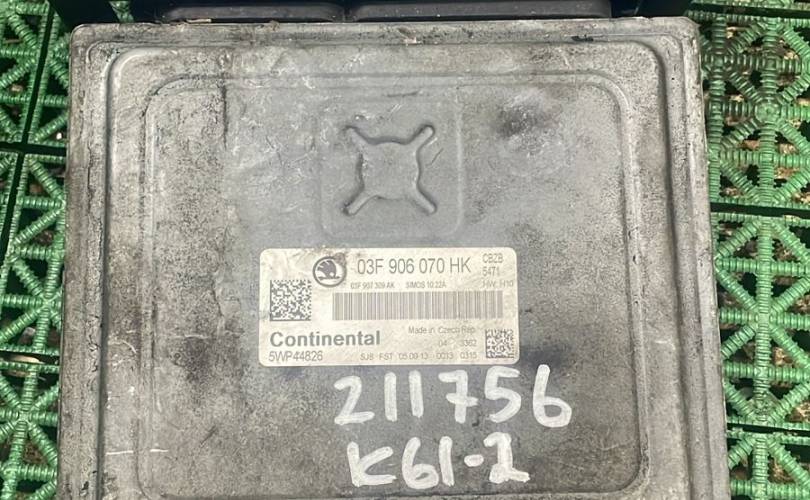 03F 906 070 HK CBZB
5471
03F 907 309 AK SIMOS 10.22A HW: H10
Continental Made in Czech Rep.
5WP44826 04 3362
SJ8 FST 05.09.13 0013 0315
211756
K61-2